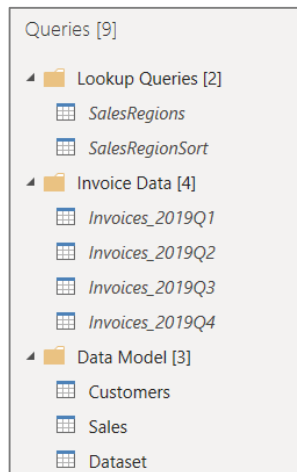 Queries [9]
Lookup Queries [2]
SalesRegions
SalesRegionSort
Invoice Data [4]
Invoices_2019Q1
Invoices_2019Q2
Invoices_2019Q3
Invoices_2019Q4
Data Model [3]
Customers
Sales
Dataset